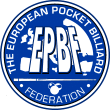 THE EUROPEAN POCKET BILLIARD
EPBF
FEDERATION